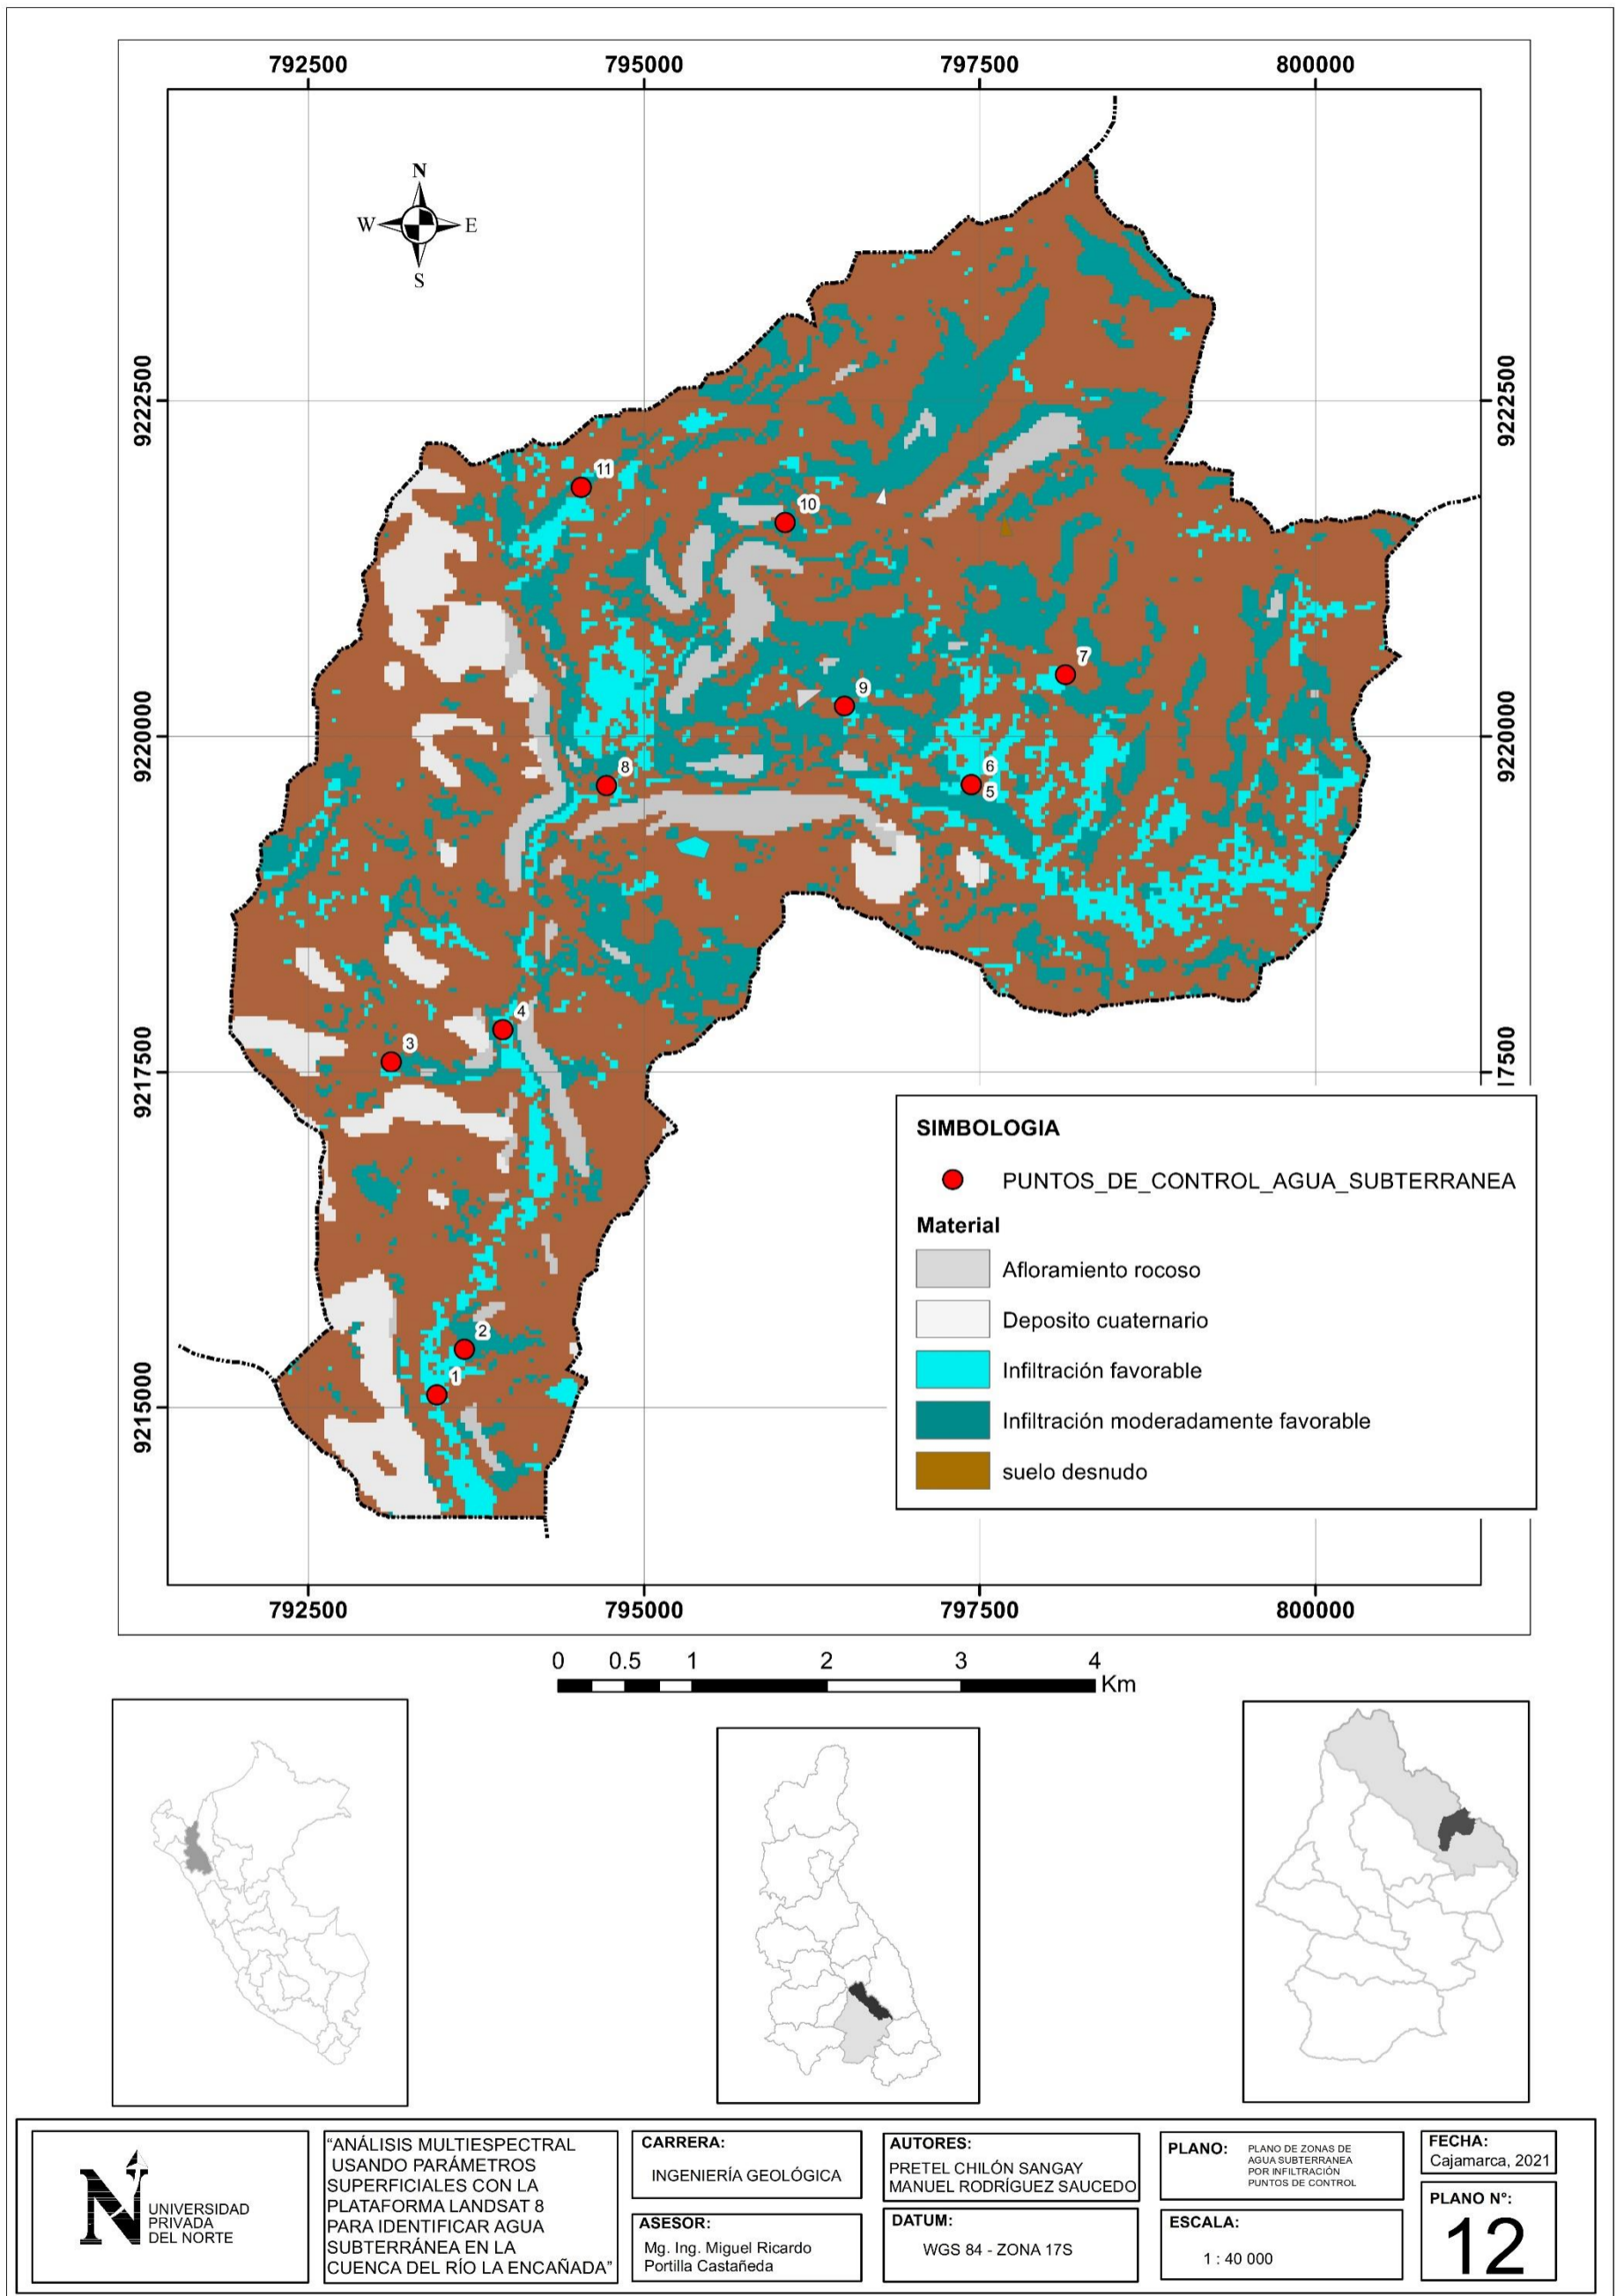 792500 795000 797500 800000
N
W E
S
9222500 9222500
11
10
7
9220000 9220000
9
8
6
5
4
3
9217500 17500
2
1
9215000
SIMBOLOGIA
PUNTOS_DE_CONTROL_AGUA_SUBTERRANEA
Material
Afloramiento rocoso
Deposito cuaternario
Infiltración favorable
Infiltración moderadamente favorable
suelo desnudo
792500 795000 797500 800000
0 0.5 1 2 3 4
Km
N
UNIVERSIDAD
PRIVADA
DEL NORTE
“ANÁLISIS MULTIESPECTRAL
USANDO PARÁMETROS
SUPERFICIALES CON LA
PLATAFORMA LANDSAT 8
PARA IDENTIFICAR AGUA
SUBTERRÁNEA EN LA
CUENCA DEL RÍO LA ENCAÑADA”
CARRERA:
INGENIERÍA GEOLÓGICA
ASESOR:
Mg. Ing. Miguel Ricardo
Portilla Castañeda
AUTORES:
PRETEL CHILÓN SANGAY
MANUEL RODRÍGUEZ SAUCEDO
DATUM:
WGS 84 - ZONA 17S
PLANO:
PLANO DE ZONAS DE
AGUA SUBTERRANEA
POR INFILTRACIÓN
PUNTOS DE CONTROL
ESCALA:
1 : 40 000
FECHA:
Cajamarca, 2021
PLANO N°:
12